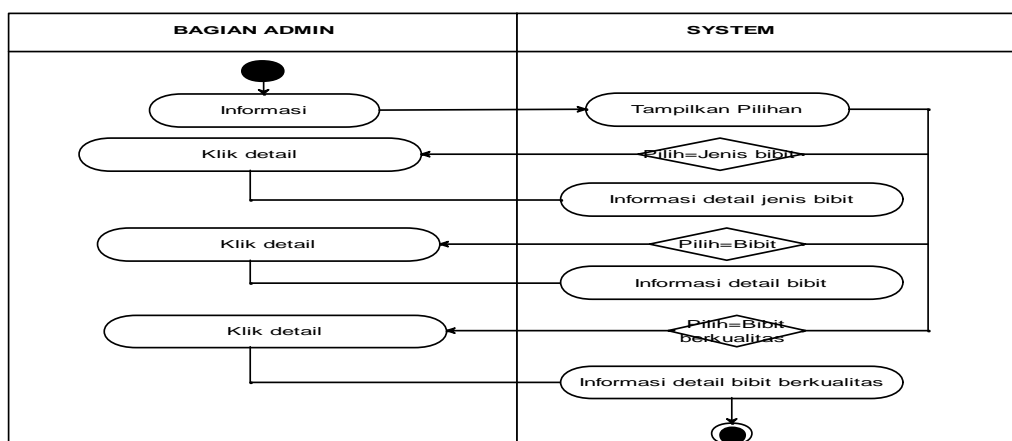 BAGIAN ADMIN
SYSTEM
Informasi
Tampilkan Pilihan
Klik detail
Pilih=Jenis bibit
Informasi detail jenis bibit
Klik detail
Pilih=Bibit
Informasi detail bibit
Klik detail
Pilih=Bibit
berkualitas
Informasi detail bibit berkualitas